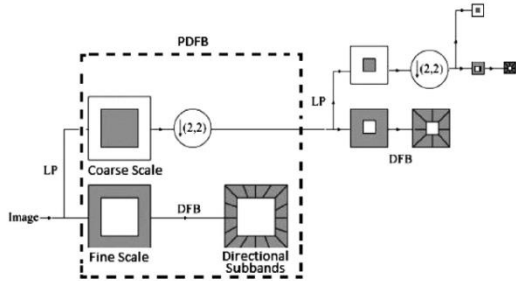 PDFB
↓(2,2)
LP
↓(2,2)
LP
Coarse Scale
DFB
Image
DFB
Fine Scale
Directional
Subbands